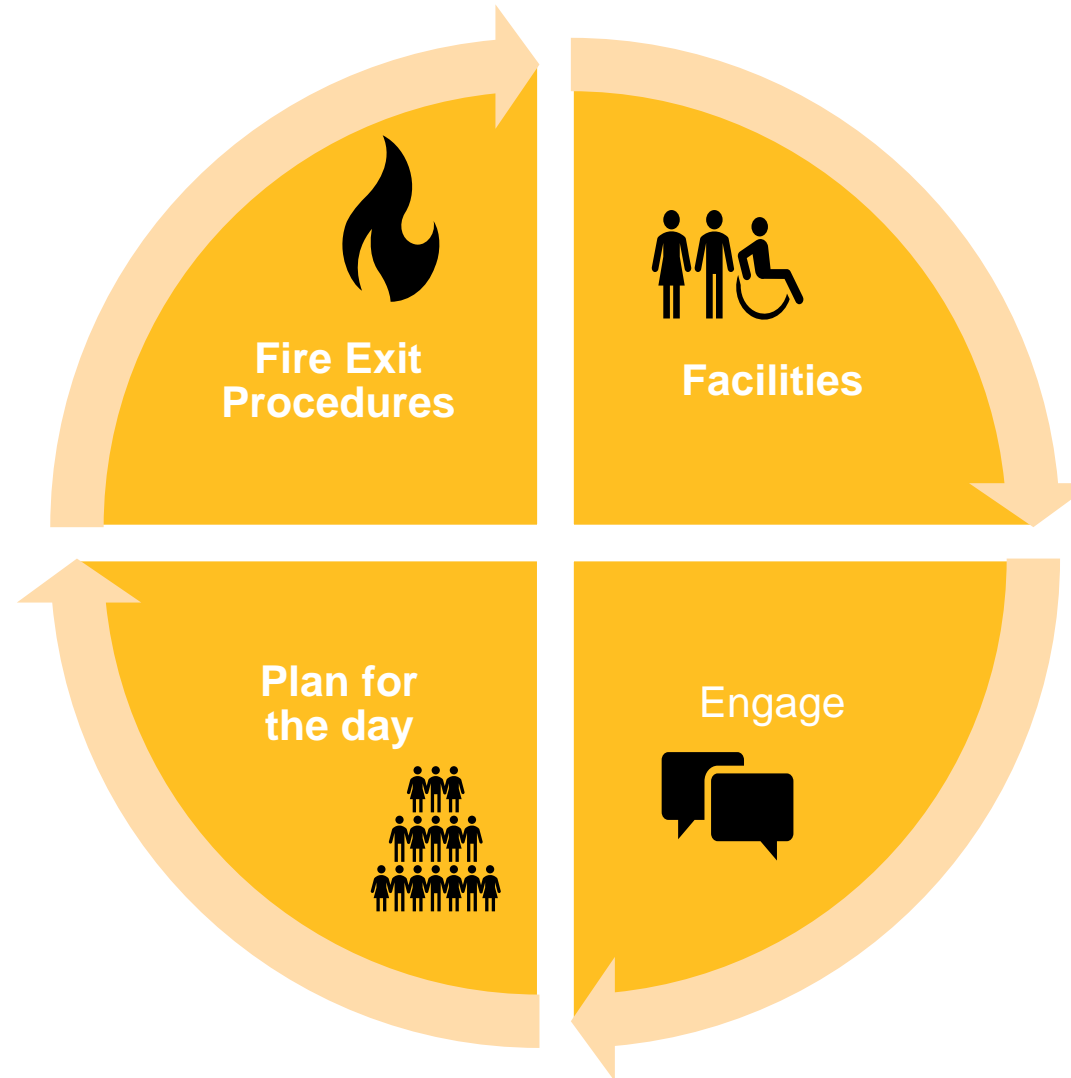 Fire Exit
Procedures
Facilities
Plan for
the day
Engage